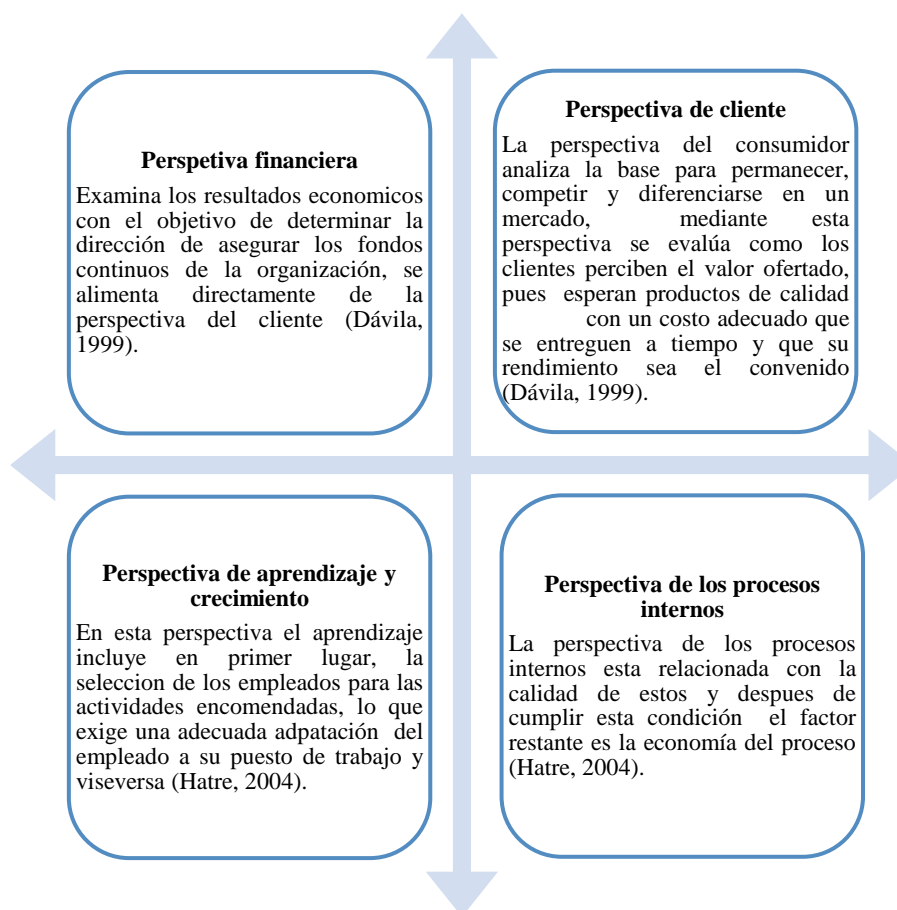 Perspetiva financiera
Examina los resultados economicos
con el objetivo de determinar la
dirección de asegurar los fondos
continuos de la organización, se
alimenta directamente de la
perspectiva del cliente (Dávila,
1999).
Perspectiva de cliente
La perspectiva del consumidor
analiza la base para permanecer,
competir y diferenciarse en un
mercado, mediante esta
perspectiva se evalúa como los
clientes perciben el valor ofertado,
pues esperan productos de calidad
con un costo adecuado que
se entreguen a tiempo y que su
rendimiento sea el convenido
(Dávila, 1999).
Perspectiva de aprendizaje y
crecimiento
En esta perspectiva el aprendizaje
incluye en primer lugar, la
seleccion de los empleados para las
actividades encomendadas, lo que
exige una adecuada adpatación del
empleado a su puesto de trabajo y
viseversa (Hatre, 2004).
Perspectiva de los procesos
internos
La perspectiva de los procesos
internos esta relacionada con la
calidad de estos y despues de
cumplir esta condición el factor
restante es la economía del proceso
(Hatre, 2004).